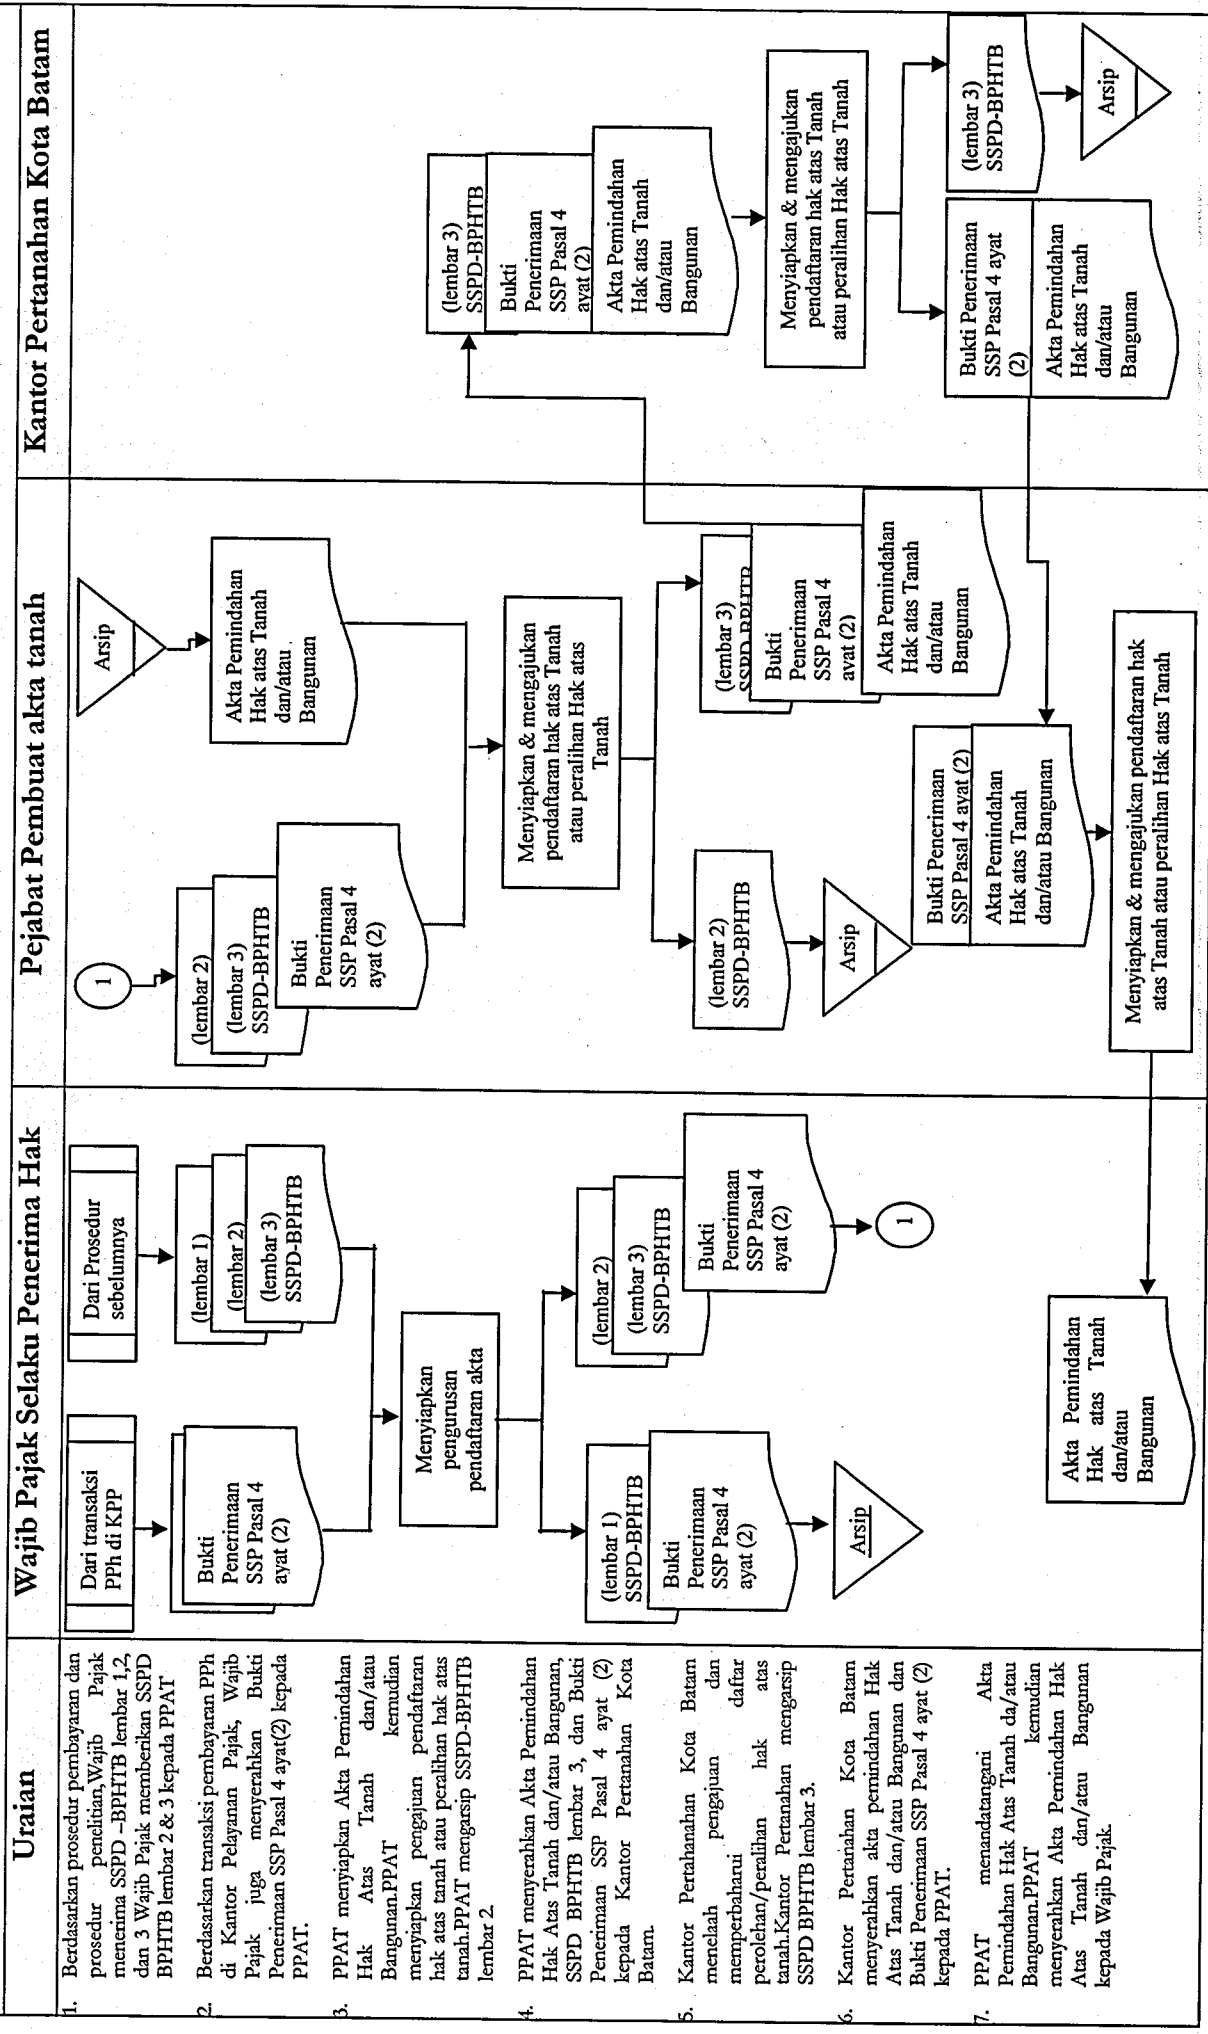 Uraian
1. Berdasarkan prosedur pembayaran dan
prosedur penelitian,Wajib Pajak
menerima SSPD –BPHTB lembar 1,2,
dan 3 Wajib Pajak memberikan SSPD
BPHTB lembar 2 & 3 kepada PPAT
2. Berdasarkan transaksi pembayaran PPh
di Kantor Pelayanan Pajak, Wajib
Pajak juga menyerahkan Bukti
Penerimaan SSP Pasal 4 ayat(2) kepada
PPAT.
3. PPAT menyiapkan Akta Pemindahan
Hak Atas Tanah dan/atau
Bangunan.PPAT kemudian
menyiapkan pengajuan pendaftaran
hak atas tanah atau peralihan hak atas
tanah.PPAT mengarsip SSPD-BPHTB
lembar 2.
4. PPAT menyerahkan Akta Pemindahan
Hak Atas Tanah dan/atau Bangunan,
SSPD BPHTB lembar 3, dan Bukti
Penerimaan SSP Pasal 4 ayat (2)
kepada Kantor Pertanahan Kota
Batam.
5. Kantor Pertahanahan Kota Batam
menelaah pengajuan dan
memperbaharui daftar
perolehan/peralihan hak atas
tanah.Kantor Pertanahan mengarsip
SSPD BPHTB lembar 3.
6. Kantor Pertanahan Kota Batam
menyerahkan akta pemindahan Hak
Atas Tanah dan/atau Bangunan dan
Bukti Penerimaan SSP Pasal 4 ayat (2)
kepada PPAT.
7. PPAT menandatangani Akta
Pemindahan Hak Atas Tanah da/atau
Bangunan.PPAT kemudian
menyerahkan Akta Pemindahan Hak
Atas Tanah dan/atau Bangunan
kepada Wajib Pajak.
Wajib Pajak Selaku Penerima Hak
Dari transaksi
PPh di KPP
Dari Prosedur
sebelumnya
Bukti
Penerimaan
SSP Pasal 4
ayat (2)
(lembar 1)
(lembar 2)
(lembar 3)
SSPD-BPHTB
Menyiapkan
pengurusan
pendaftaran akta
(lembar 1)
SSPD-BPHTB
Bukti
Penerimaan
SSP Pasal 4
ayat (2)
Arsip
(lembar 2)
(lembar 3)
SSPD-BPHTB
Bukti
Penerimaan
SSP Pasal 4
ayat (2)
1
Akta Pemindahan
Hak atas Tanah
dan/atau
Bangunan
Pejabat Pembuat akta tanah
1
(lembar 2)
(lembar 3)
SSPD-BPHTB
Bukti
Penerimaan
SSP Pasal 4
ayat (2)
Arsip
Akta Pemindahan
Hak atas Tanah
dan/atau
Bangunan
Menyiapkan & mengajukan
pendaftaran hak atas Tanah
atau peralihan Hak atas
Tanah
(lembar 2)
SSPD-BPHTB
Arsip
(lembar 3)
SSPD-BPHTB
Bukti
Penerimaan
SSP Pasal 4
ayat (2)
Akta Pemindahan
Hak atas Tanah
dan/atau
Bangunan
Bukti Penerimaan
SSP Pasal 4 ayat (2)
Akta Pemindahan
Hak atas Tanah
dan/atau Bangunan
Menyiapkan & mengajukan pendaftaran hak
atas Tanah atau peralihan Hak atas Tanah
Kantor Pertanahan Kota Batam
(lembar 3)
SSPD-BPHTB
Bukti
Penerimaan
SSP Pasal 4
ayat (2)
Akta Pemindahan
Hak atas Tanah
dan/atau
Bangunan
Menyiapkan & mengajukan
pendaftaran hak atas Tanah
atau peralihan Hak atas Tanah
Bukti Penerimaan
SSP Pasal 4 ayat
(2)
Akta Pemindahan
Hak atas Tanah
dan/atau
Bangunan
(lembar 3)
SSPD-BPHTB
Arsip